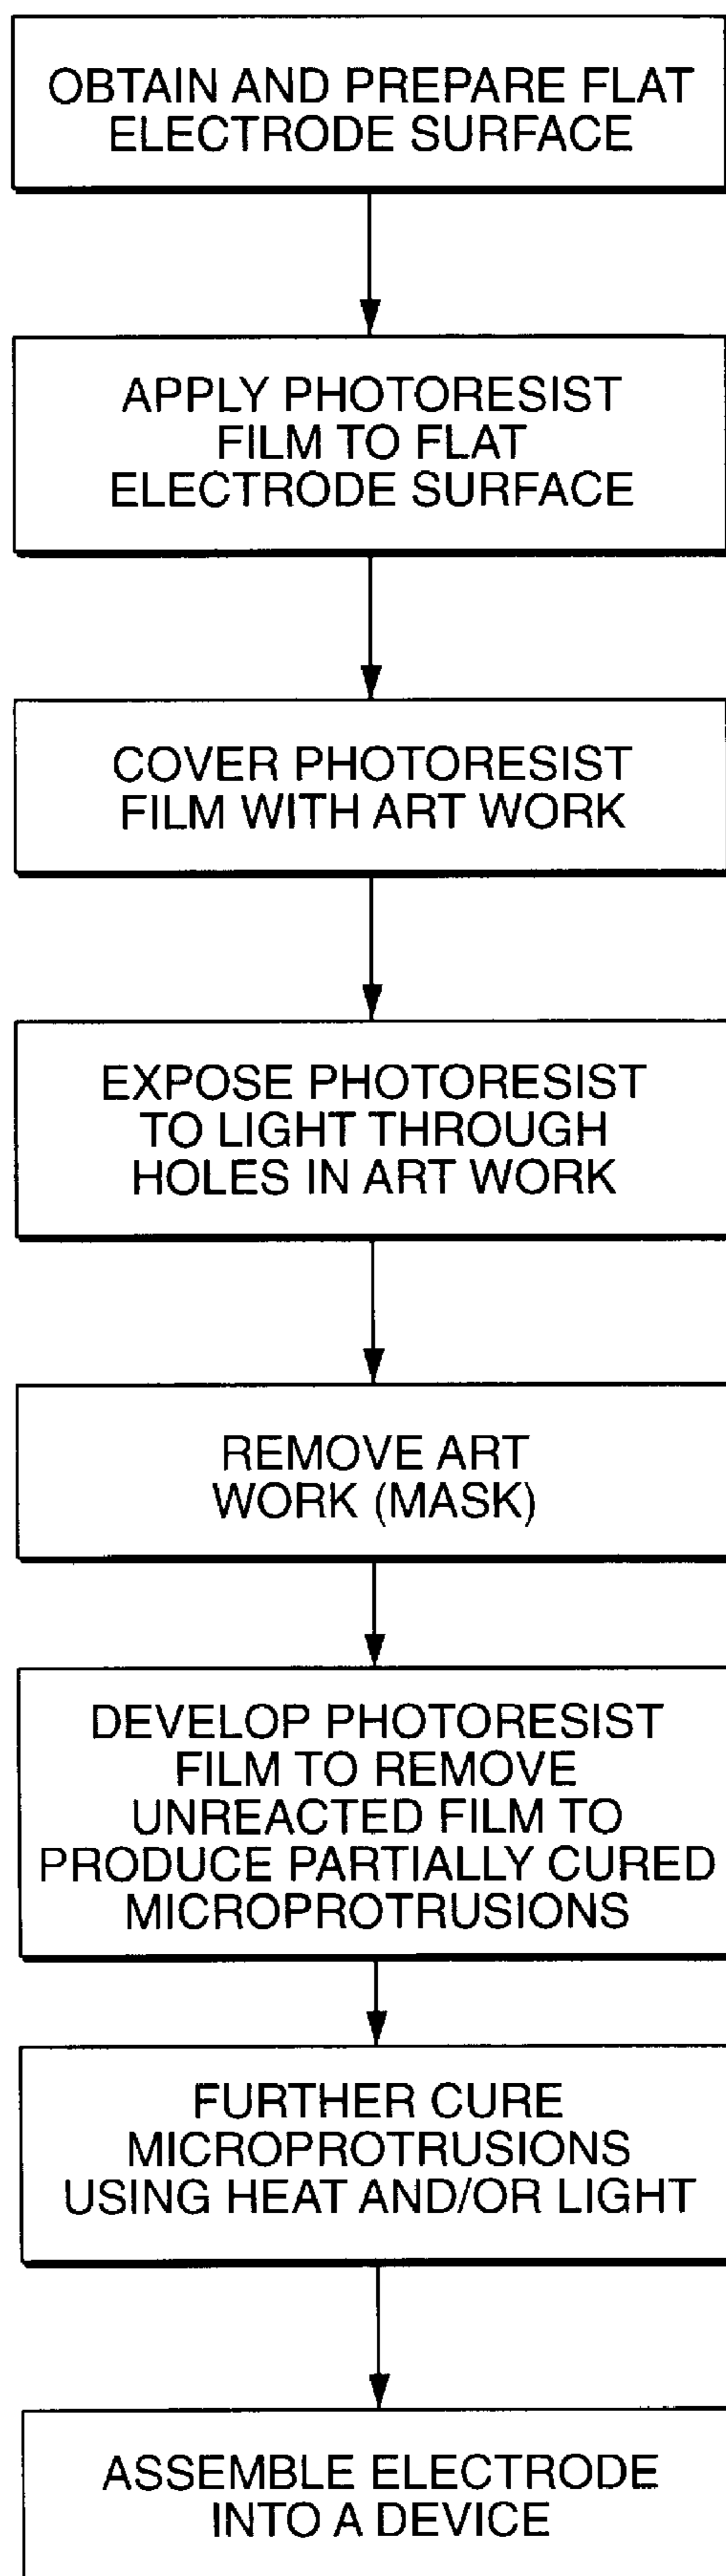 OBTAIN AND PREPARE FLAT
ELECTRODE SURFACE
APPLY PHOTORESIST
FILM TO FLAT
ELECTRODE SURFACE
COVER PHOTORESIST
FILM WITH ART WORK
EXPOSE PHOTORESIST
TO LIGHT THROUGH
HOLES IN ART WORK
REMOVE ART
WORK (MASK)
DEVELOP PHOTORESIST
FILM TO REMOVE
UNREACTED FILM TO
PRODUCE PARTIALLY CURED
MICROPROTRUSIONS
FURTHER CURE
MICROPROTRUSIONS
USING HEAT AND/OR LIGHT
ASSEMBLE ELECTRODE
INTO A DEVICE